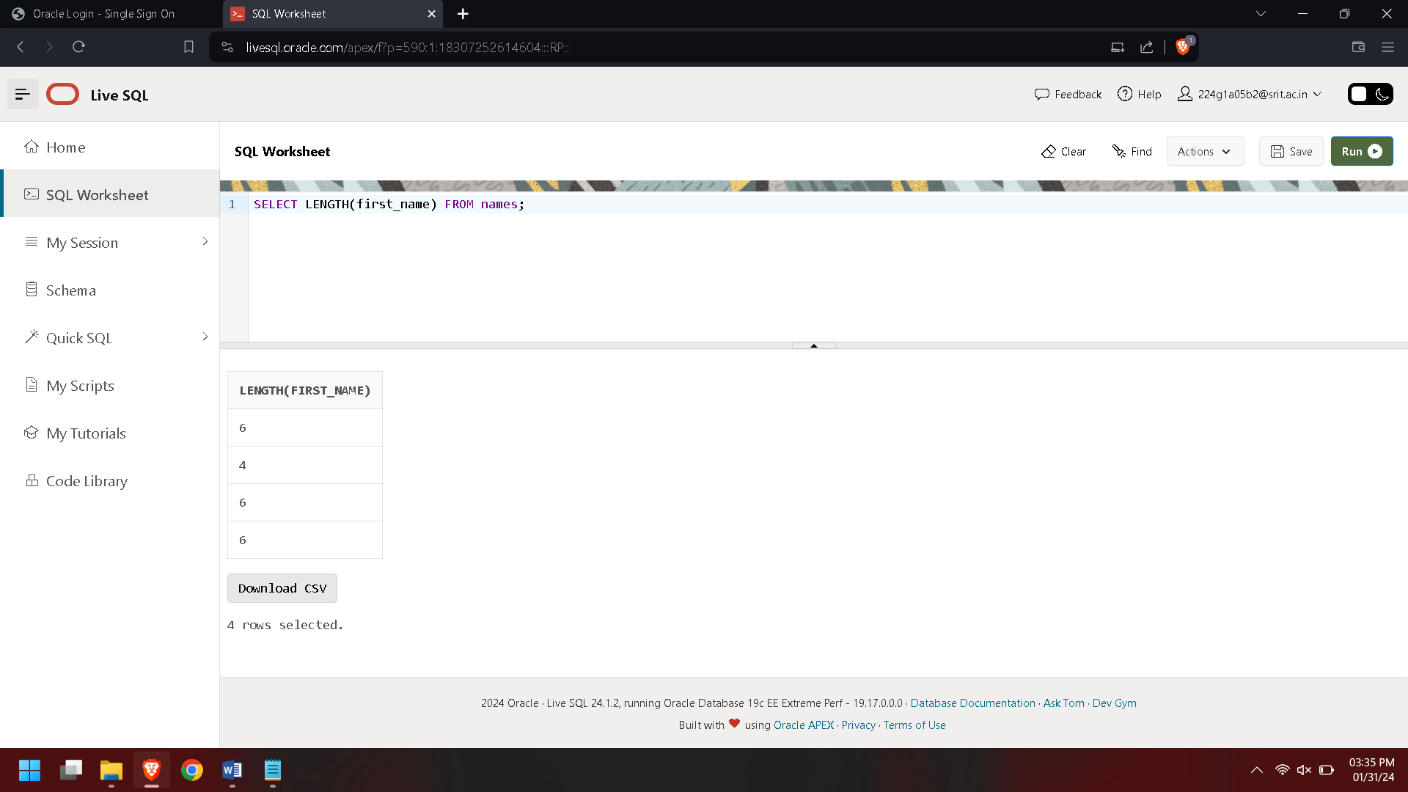 Oracle Login - Single Sign On
SQL Worksheet
livesql.oracle.com/apex/f?p=590:1:18307252614604:::RP::
1
Live SQL
Feedback
Help
224g1a05b2@srit.ac.in
Home
SQL Worksheet
My Session
Schema
Quick SQL
My Scripts
My Tutorials
Code Library
SQL Worksheet
Clear
Find
Actions
Save
Run
1 SELECT LENGTH(first_name) FROM names;
LENGTH(FIRST_NAME)
6
4
6
6
Download CSV
4 rows selected.
2024 Oracle · Live SQL 24.1.2, running Oracle Database 19c EE Extreme Perf - 19.17.0.0.0 · Database Documentation · Ask Tom · Dev Gym
Built with ❤ using Oracle APEX · Privacy · Terms of Use
03:35 PM
01/31/24